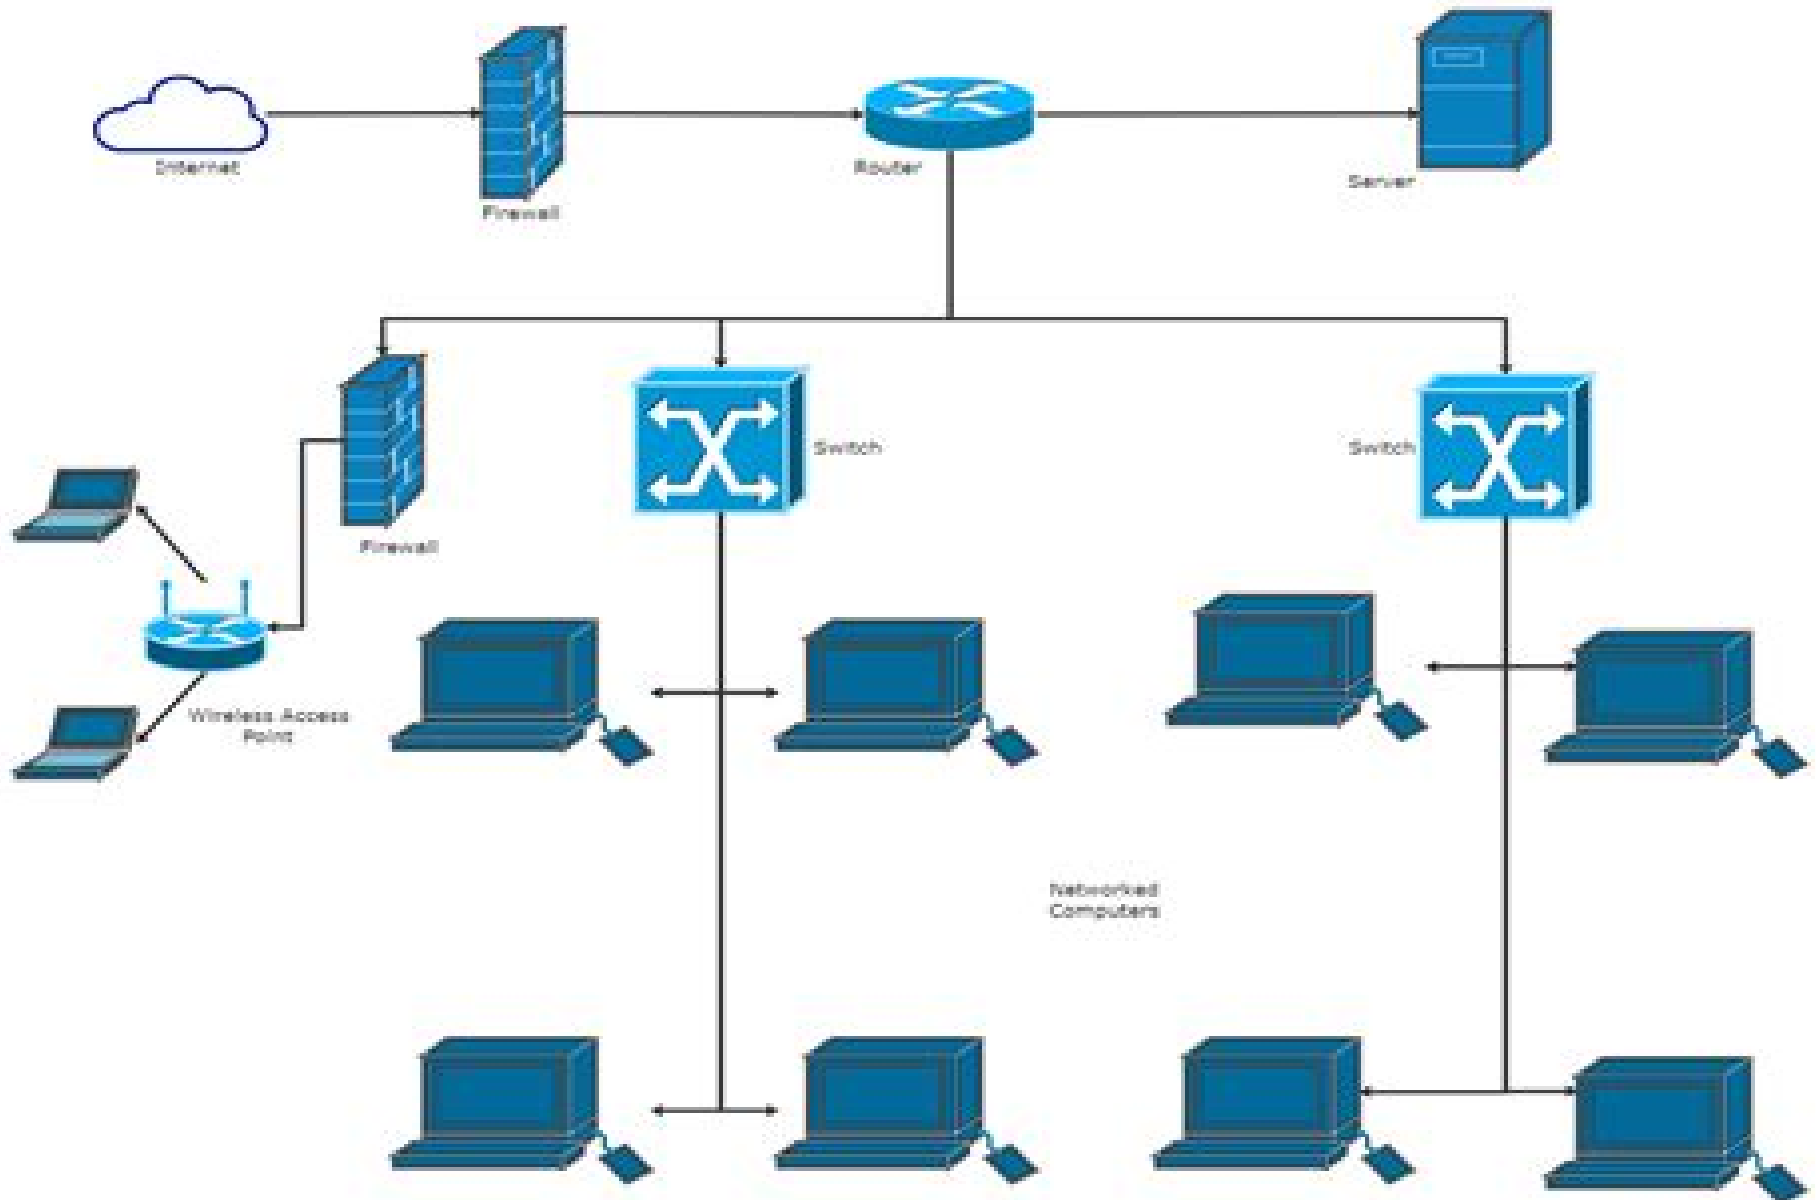 Internet
Firewall
Router
Server
Switch
Switch
Firewall
Wireless Access
Point
Networked
Computers